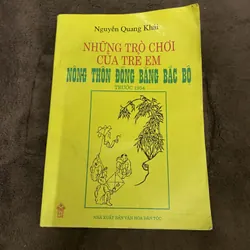 Nguyễn Quang Khải
NHỮNG TRÒ CHƠI
CỦA TRẺ EM
NÔNG THÔN ĐỒNG BẰNG BẮC BỘ
TRƯỚC 1954
NHÀ XUẤT BẢN VĂN HÓA DÂN TỘC